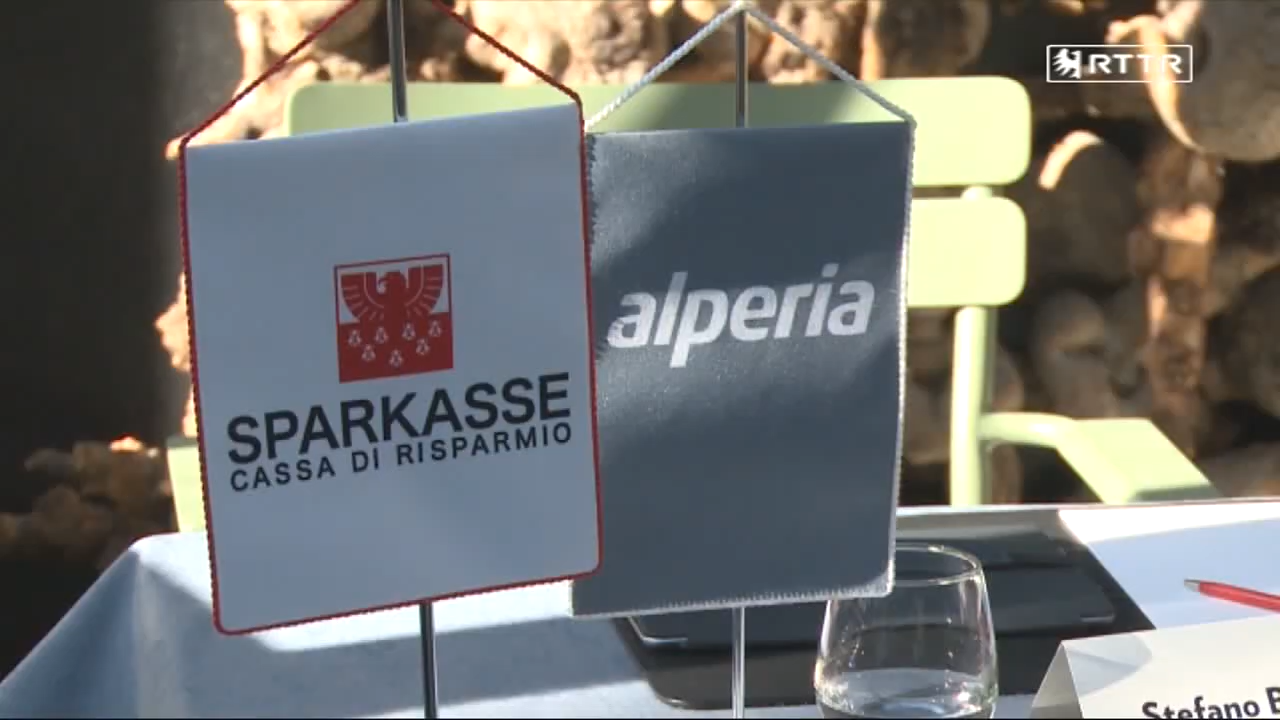 RTTR
SPARKASSE
CASSA DI RISPARMIO
alperia
Stefano